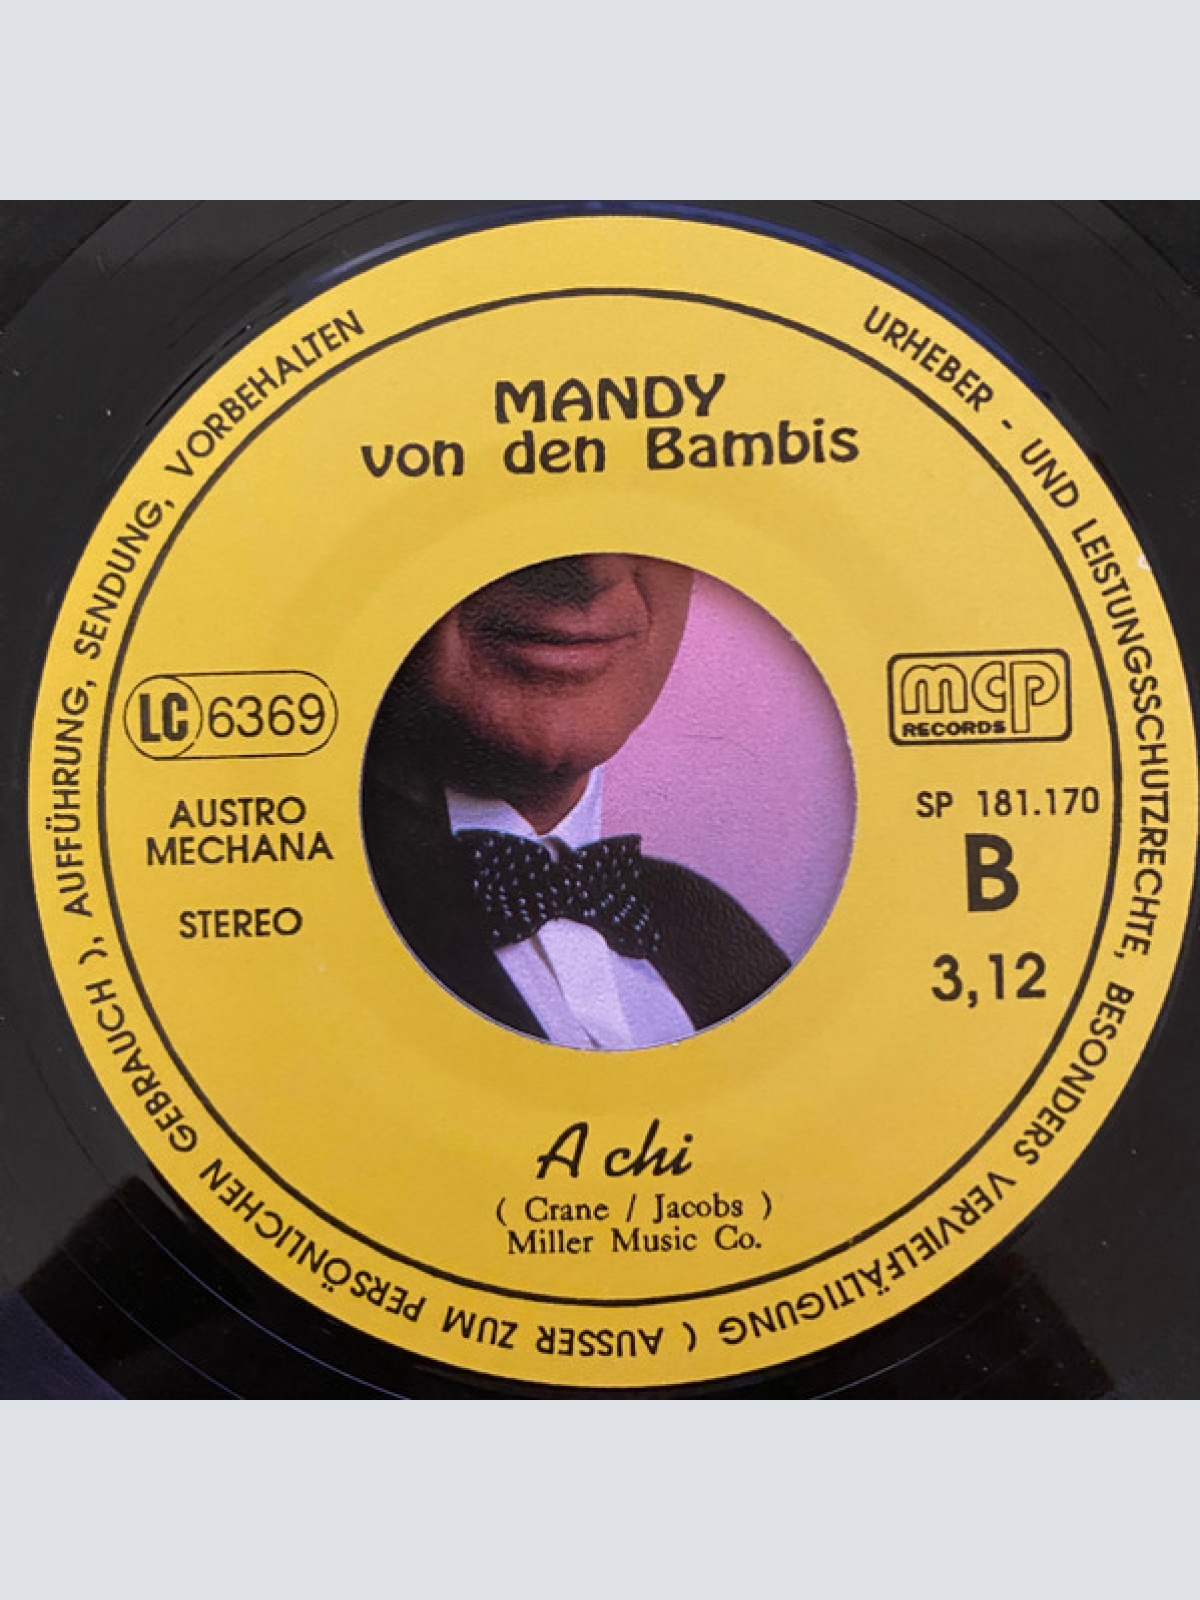 MANDY
von den Bambis
LC 6369
AUSTRO
MECHANA
STEREO
mcp
RECORDS
SP 181.170
B
3,12
A chi
( Crane / Jacobs )
Miller Music Co.
URHEBER - UND LEISTUNGSSCHUTZRECHTE, BESONDERS VERVIELFÄLTIGUNG ( AUSSER ZUM PERSÖNLICHEN GEBRAUCH ), AUFFÜHRUNG, SENDUNG, VORBEHALTEN